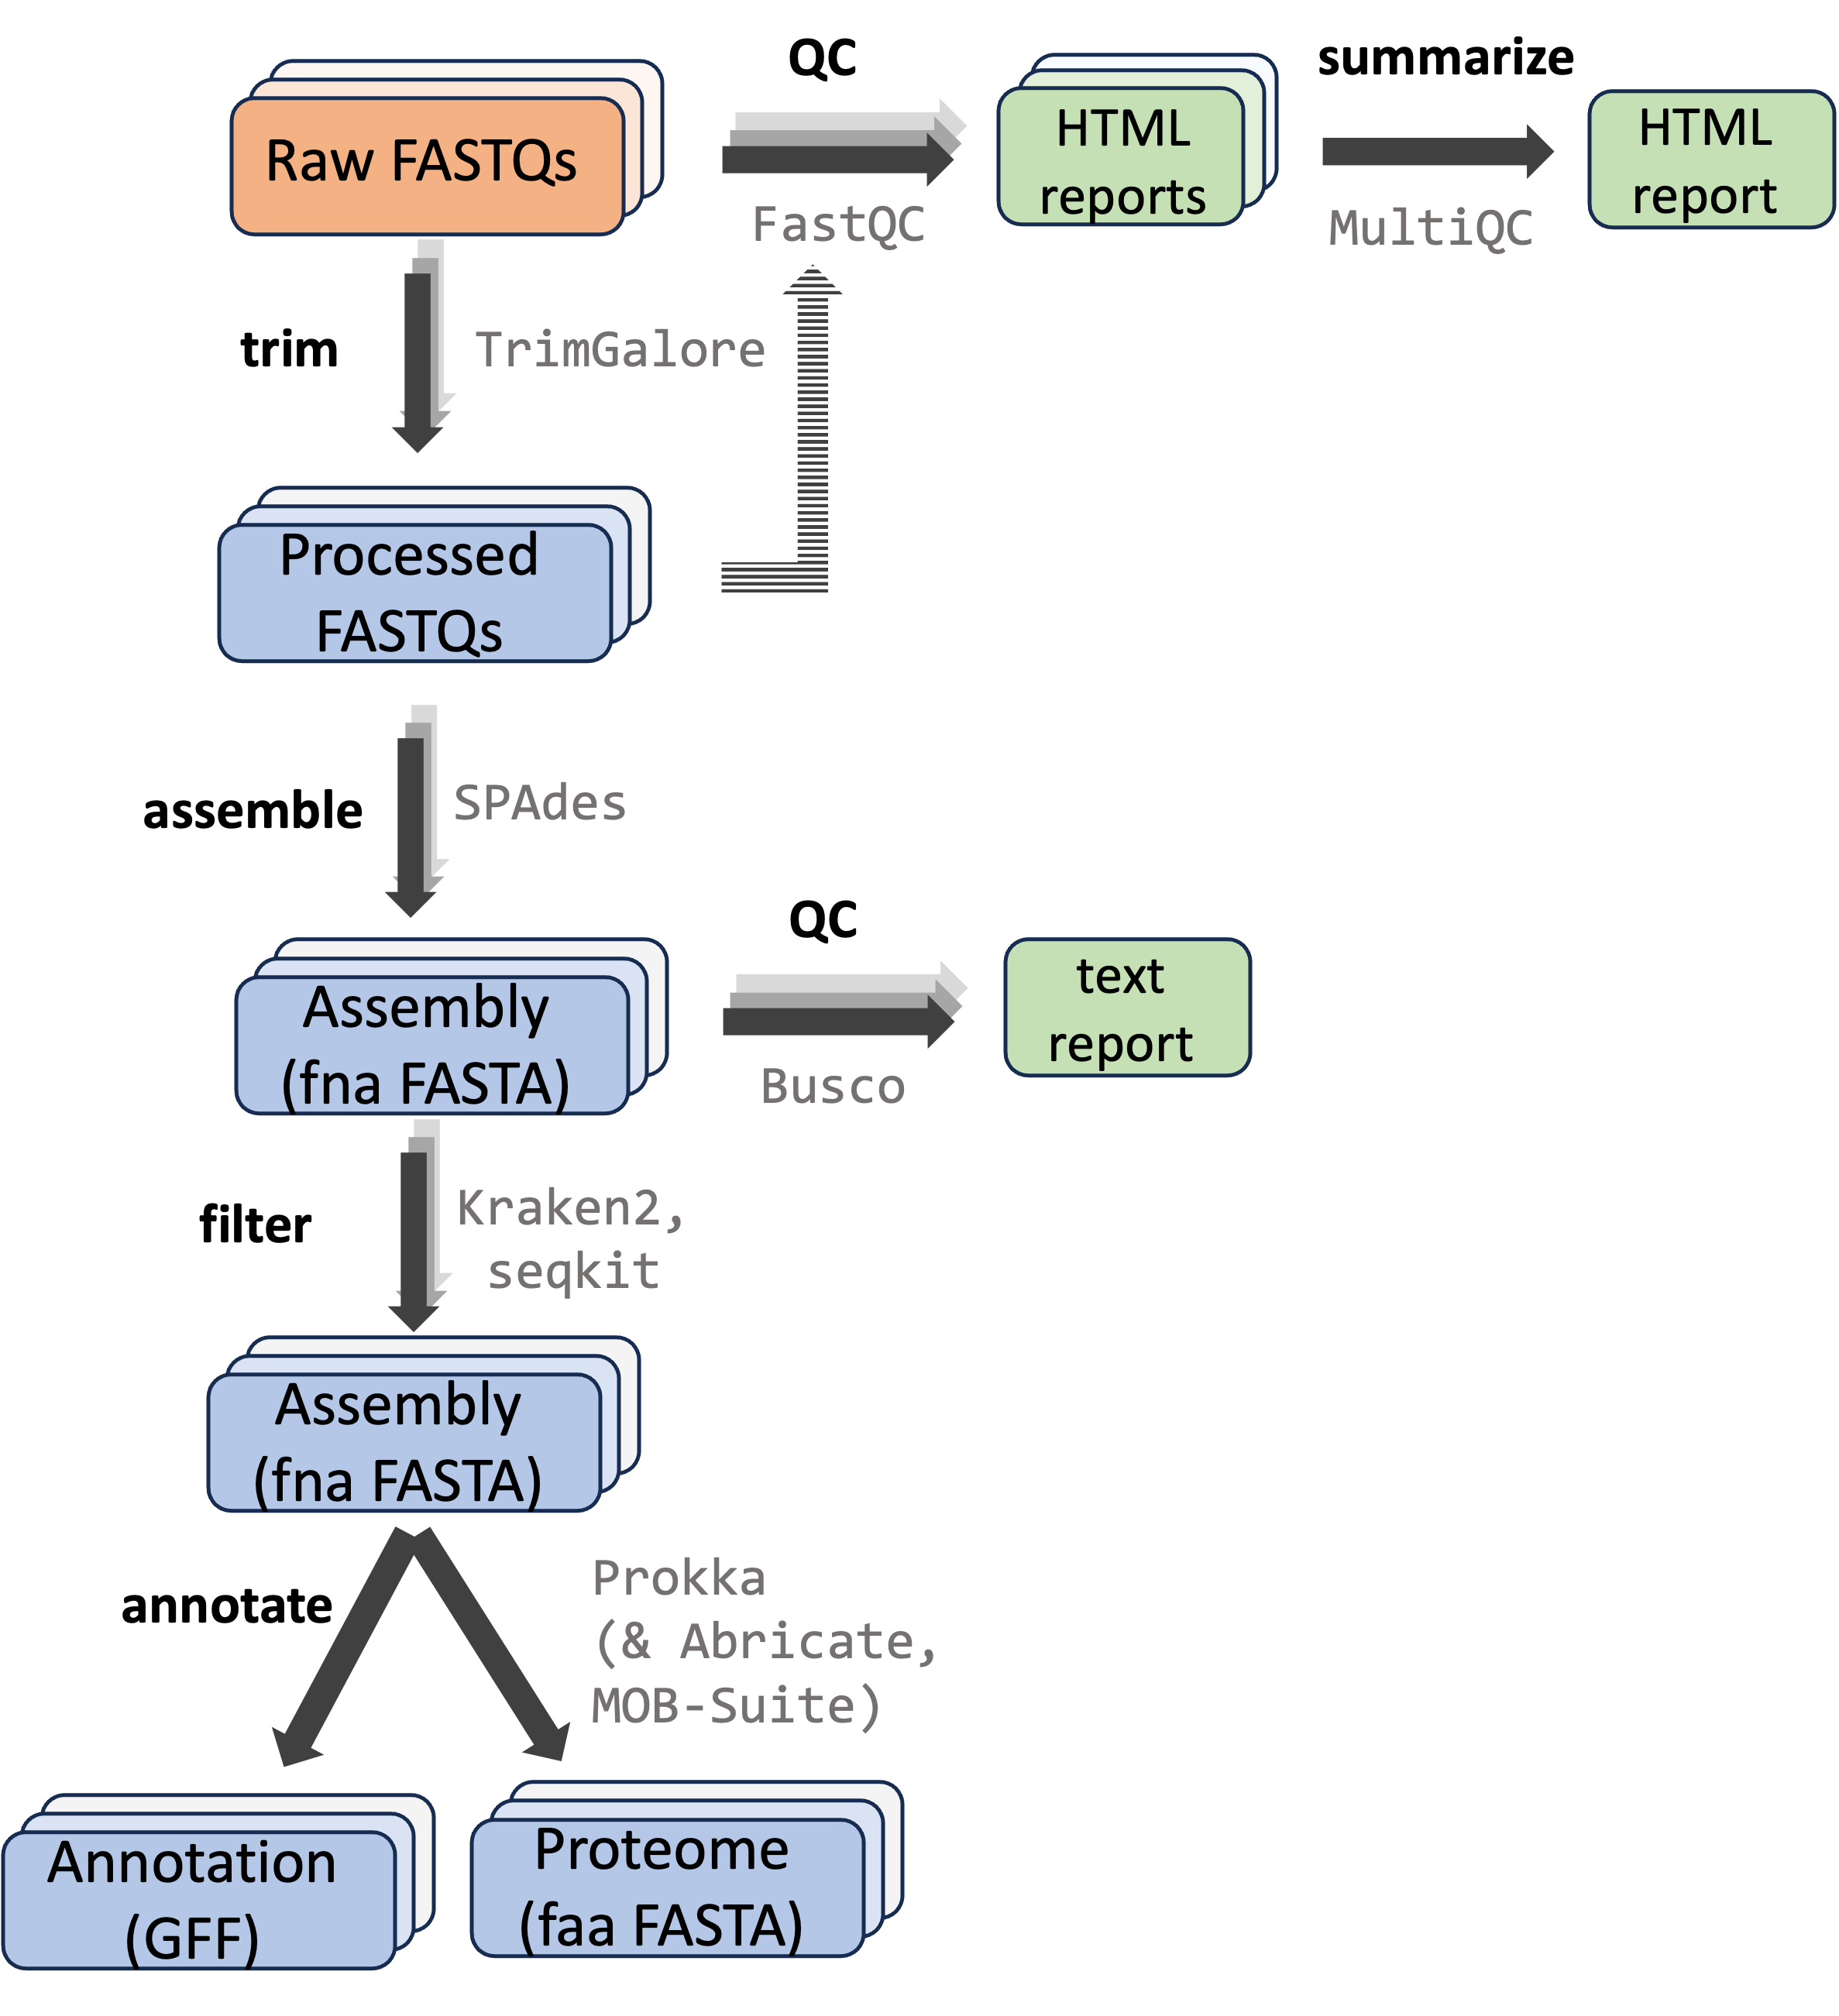 QC
summarize
Raw FASTQs
HTML
reports
HTML
report
FastQC
MultiQC
trim
TrimGalore
Processed
FASTQs
assemble
SPAdes
QC
Assembly
(fna FASTA)
text
report
Busco
filter
Kraken2,
seqkit
Assembly
(fna FASTA)
annotate
Prokka
(& Abricate,
MOB-Suite)
Annotation
(GFF)
Proteome
(faa FASTA)